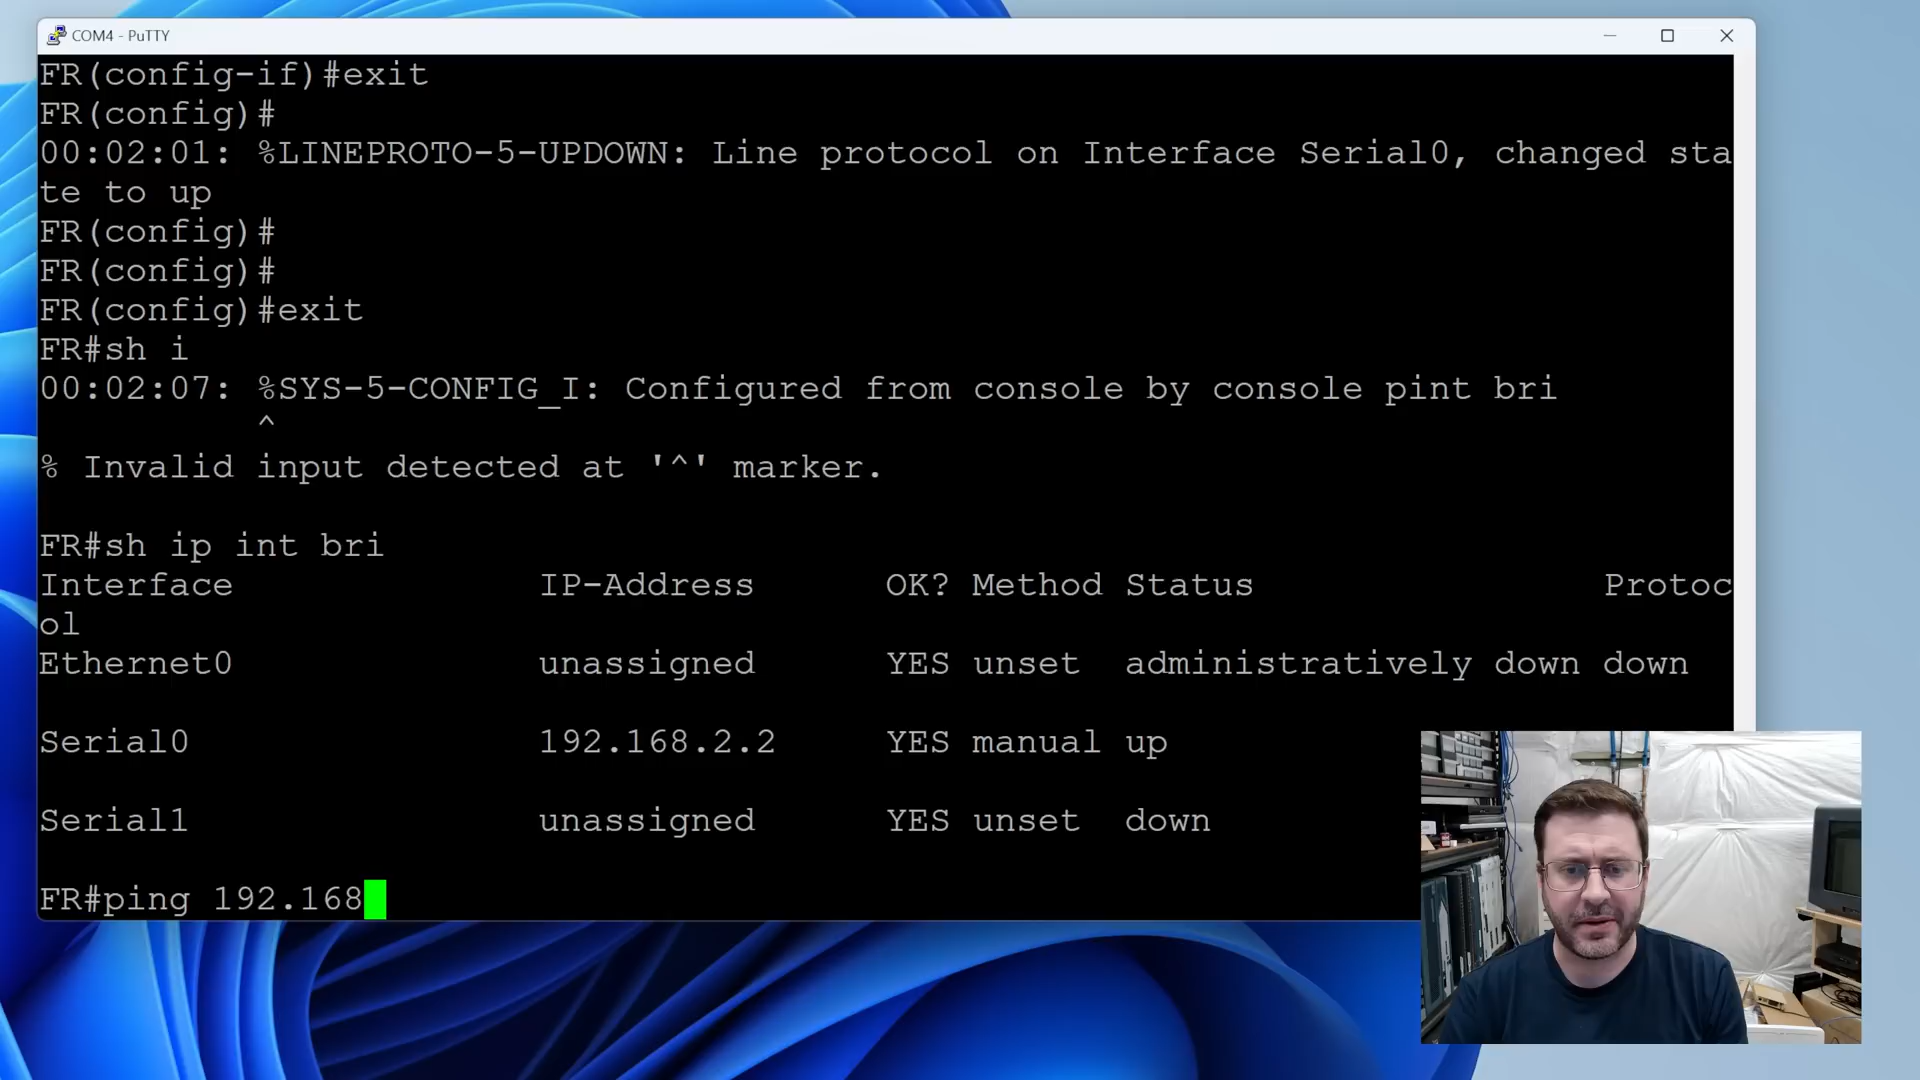 COM4 - PuTTY
FR(config-if)#exit
FR(config)#
00:02:01: %LINEPROTO-5-UPDOWN: Line protocol on Interface Serial0, changed sta
te to up
FR(config)#
FR(config)#
FR(config)#exit
FR#sh i
00:02:07: %SYS-5-CONFIG_I: Configured from console by console pint bri
^
% Invalid input detected at '^' marker.
FR#sh ip int bri
Interface IP-Address OK? Method Status Protoc
ol
Ethernet0 unassigned YES unset administratively down down
Serial0 192.168.2.2 YES manual up
Serial1 unassigned YES unset down
FR#ping 192.168